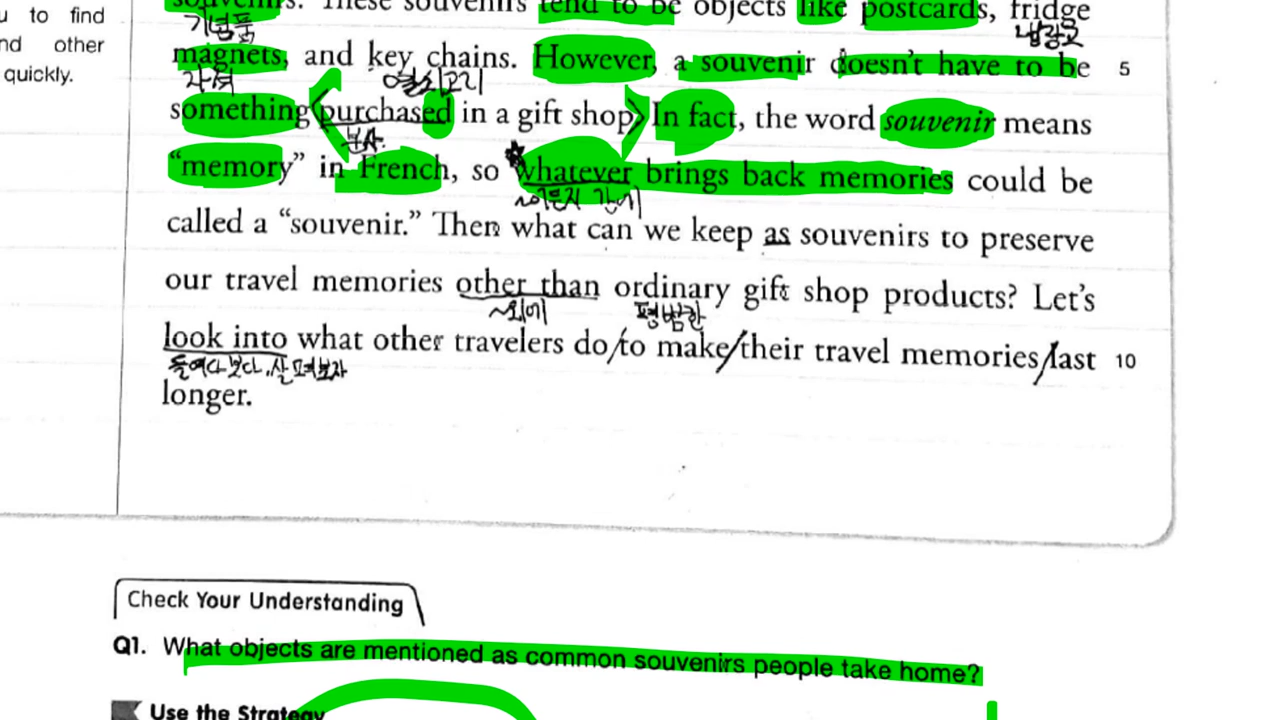 souvenirs. These souvenirs tend to be objects like postcards, fridge
u to find
기념품
냉장고
nd other
magnets, and key chains. However, a souvenir doesn't have to be 5
quickly.
자석
열쇠고리
something <purchased in a gift shop> In fact, the word souvenir means
분사
"memory" in French, so *whatever brings back memories could be
~이든지 간에
called a "souvenir." Then what can we keep as souvenirs to preserve
our travel memories other than ordinary gift shop products? Let's
~외에
평범한
look into what other travelers do/to make/their travel memories/last 10
들여다보다, 살펴보자
longer.
Check Your Understanding
Q1. What objects are mentioned as common souvenirs people take home?
Use the Strategy